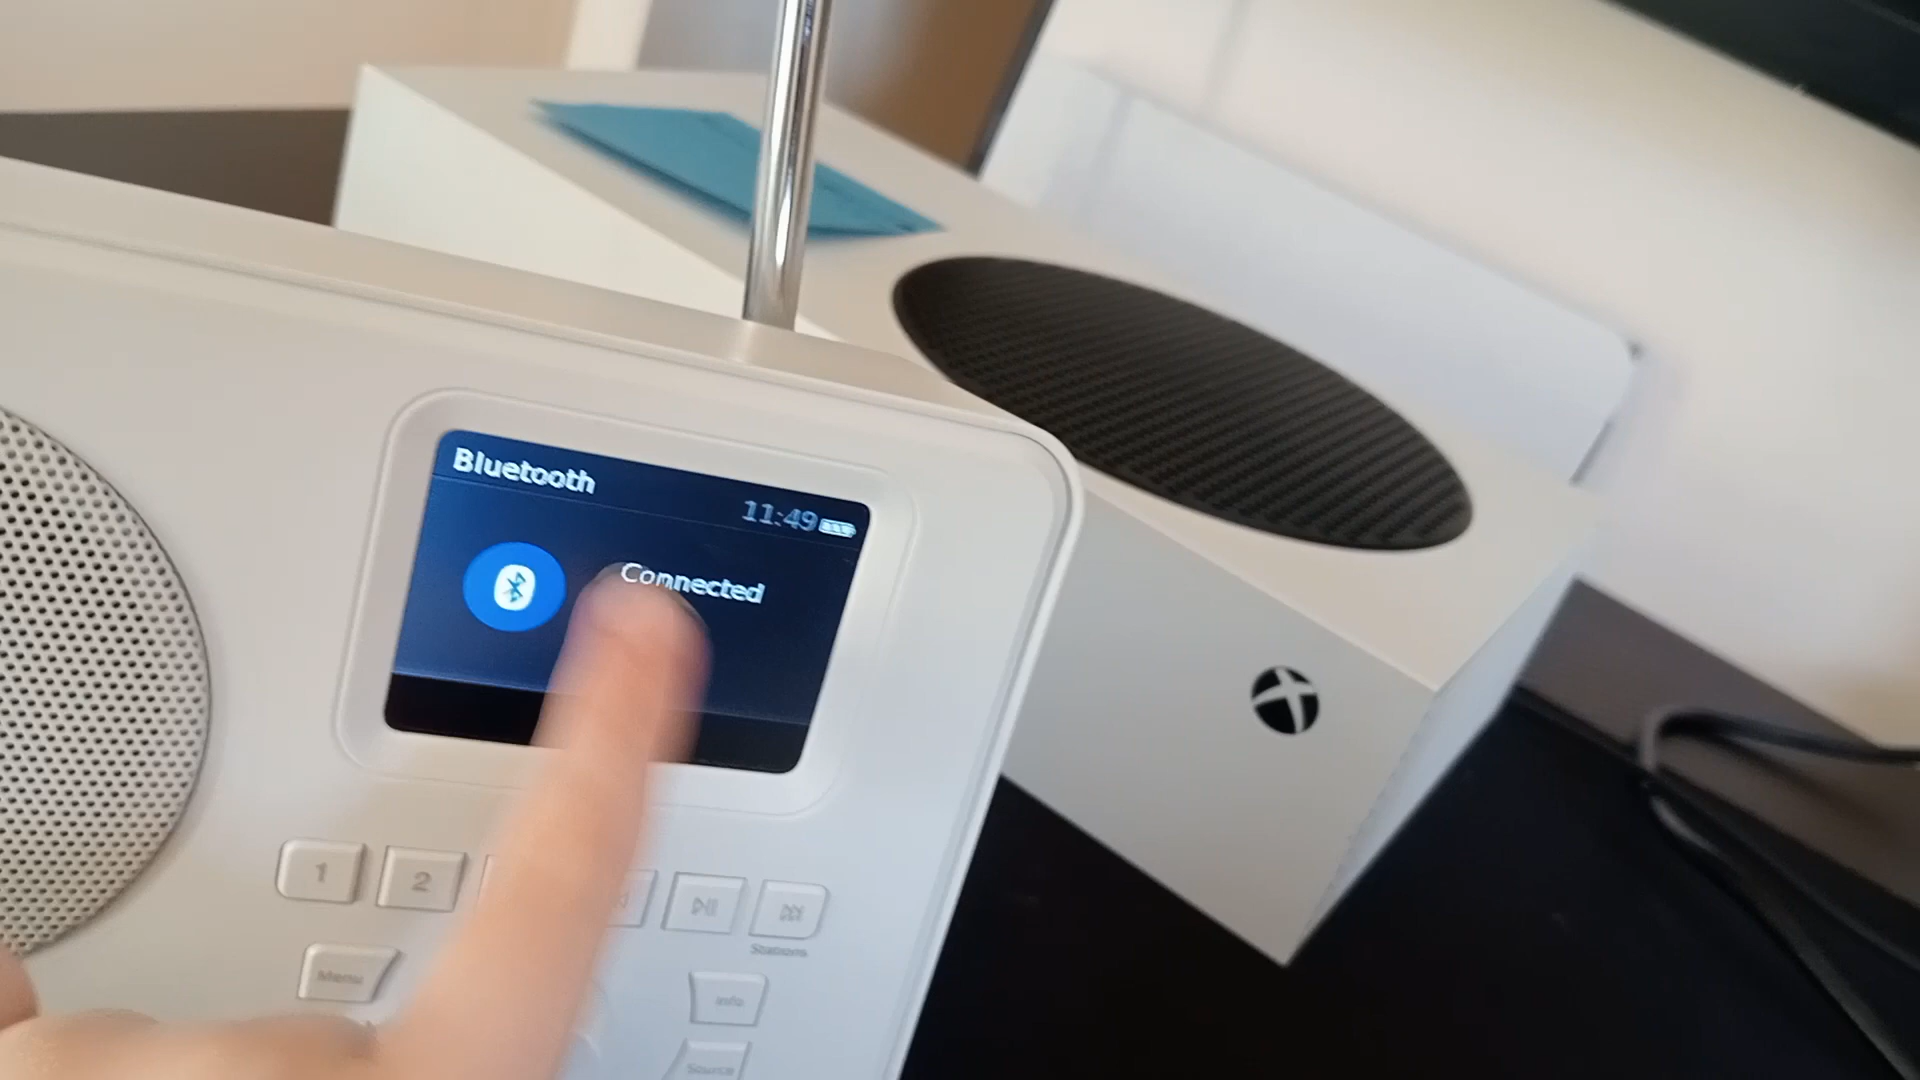 Bluetooth
11:49
Connected
1
2
Stations
Menu
Info
Source